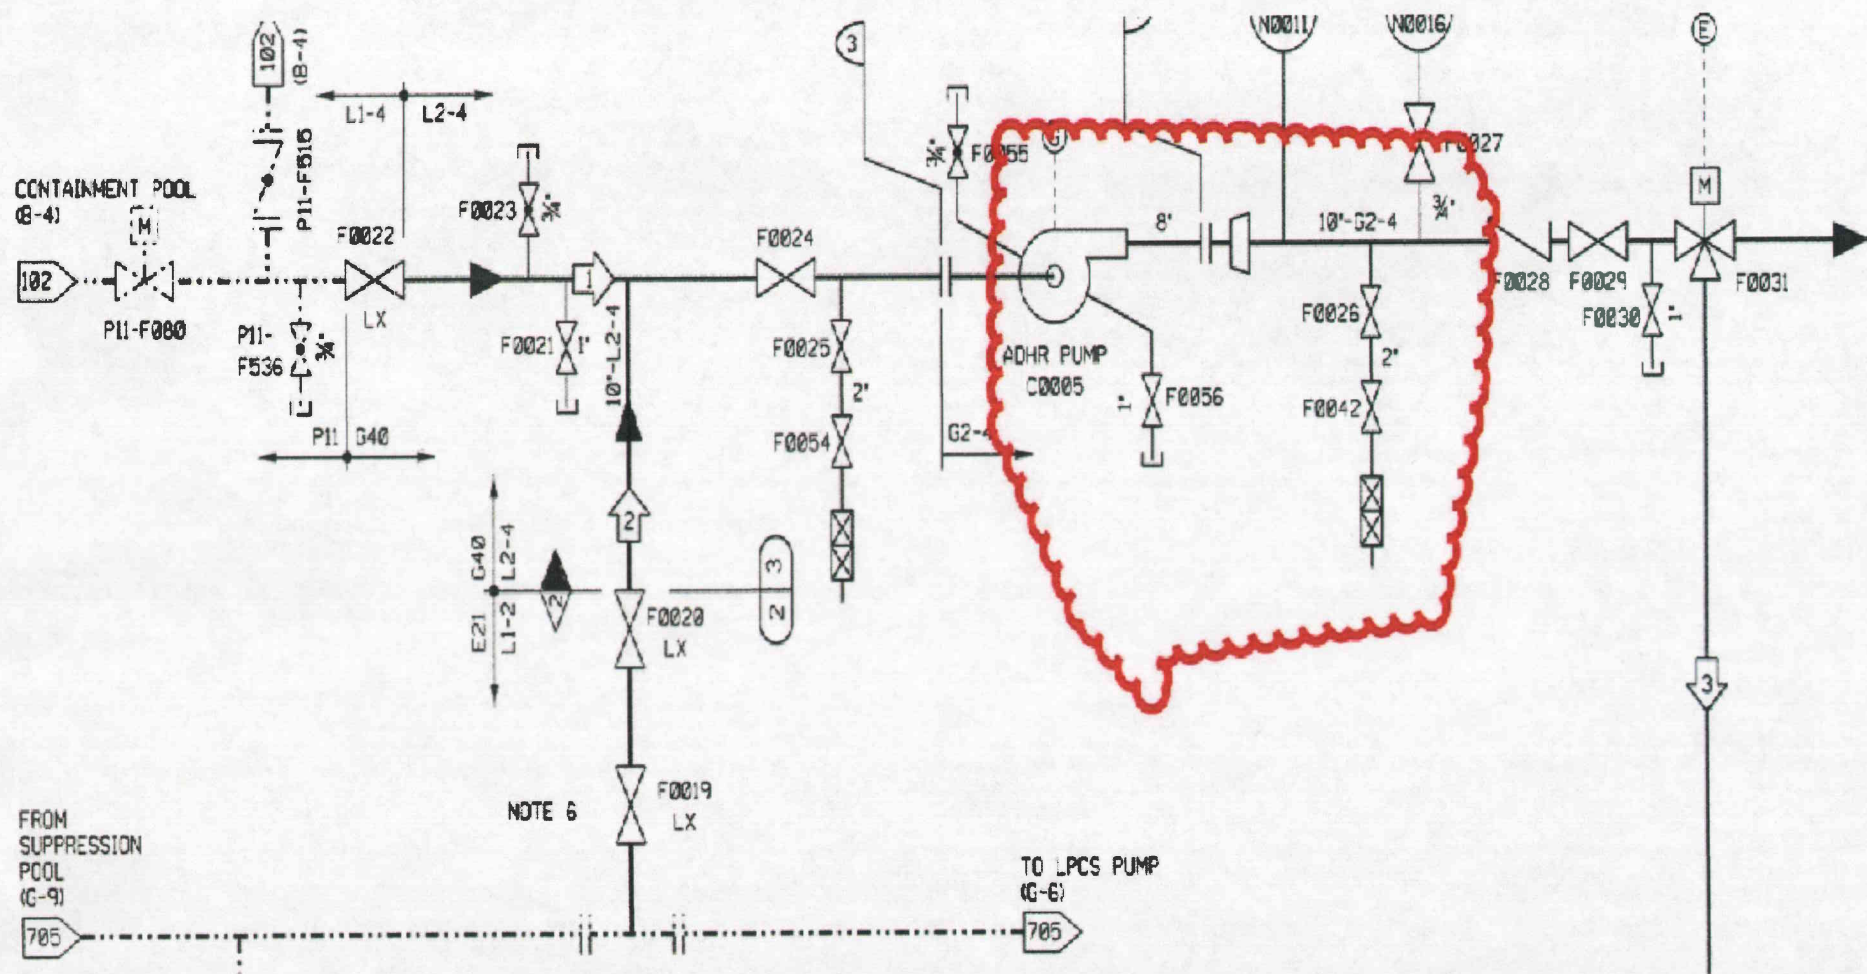 102
(B-4)
P11-F515
L1-4
L2-4
3
N0011
N0016
E
M
CONTAINMENT POOL
(B-4)
M
102
P11-F080
P11-
F536
3/4"
F0022
LX
P11
G40
F0023
3/4"
1
F0021
1"
10"-L2-4
F0024
F0025
2"
F0054
3/4"
F0055
G
ADHR PUMP
C0005
G2-4
1"
F0056
8"
10"-G2-4
F0027
3/4"
F0026
2"
F0042
F0028
F0029
F0030
1"
F0031
3
2
G40
L2-4
E21
L1-2
2
F0020
LX
3
2
NOTE 6
F0019
LX
FROM
SUPPRESSION
POOL
(G-9)
705
TO LPCS PUMP
(G-6)
705